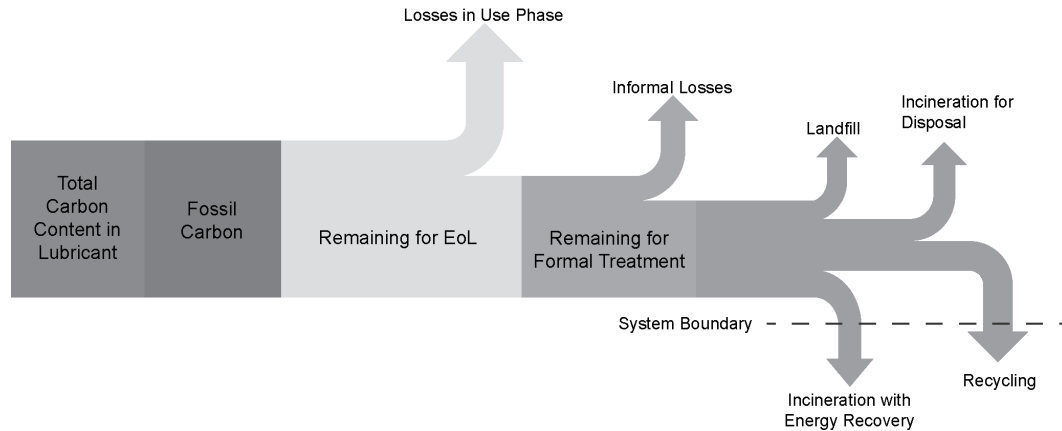 Losses in Use Phase
Informal Losses
Incineration for
Disposal
Landfill
Total
Carbon
Content in
Lubricant
Fossil
Carbon
Remaining for EoL
Remaining for
Formal Treatment
System Boundary
Recycling
Incineration with
Energy Recovery